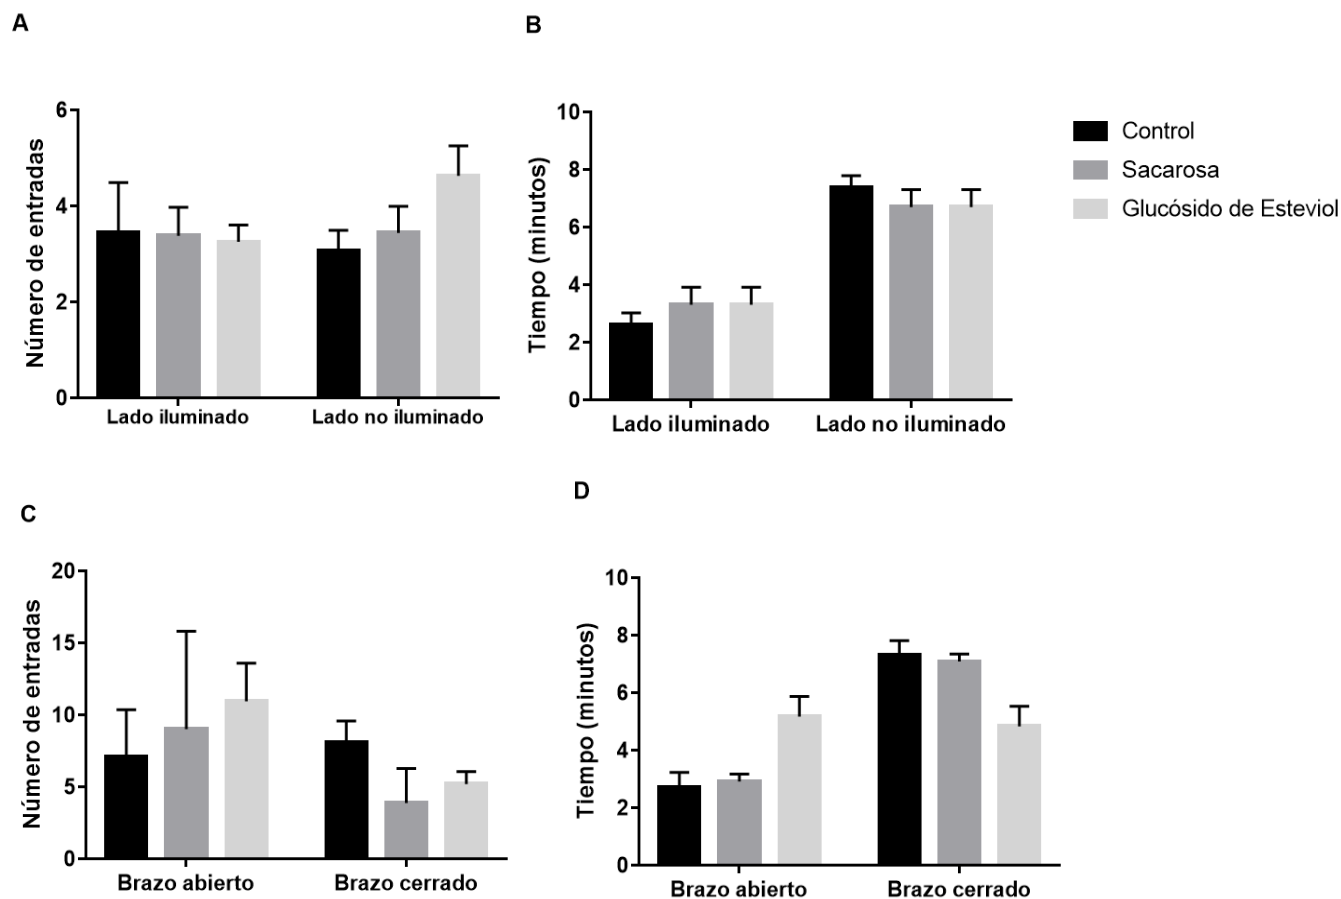 A
Número de entradas
6
4
2
0
Lado iluminado
Lado no iluminado
B
Tiempo (minutos)
10
8
6
4
2
0
Lado iluminado
Lado no iluminado
Control
Sacarosa
Glucósido de Esteviol
C
Número de entradas
20
15
10
5
0
Brazo abierto
Brazo cerrado
D
Tiempo (minutos)
10
8
6
4
2
0
Brazo abierto
Brazo cerrado